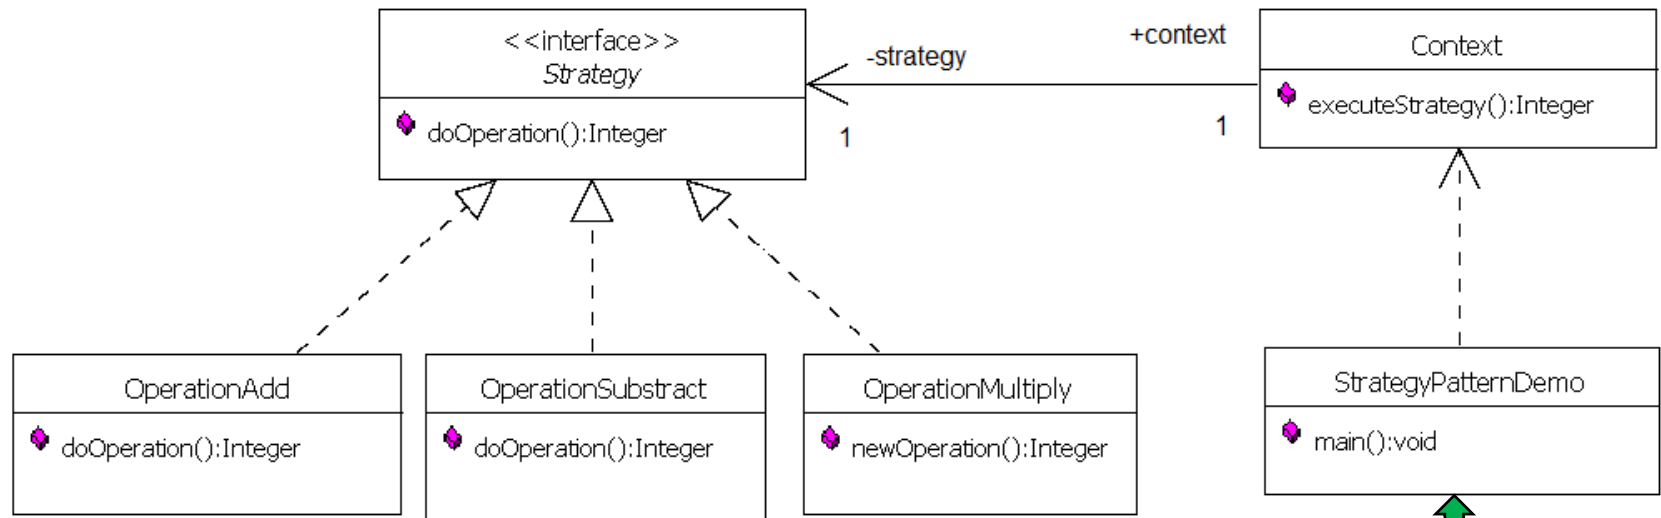 <<interface>>
Strategy
doOperation():Integer
-strategy
1
+context
1
Context
executeStrategy():Integer
OperationAdd
doOperation():Integer
OperationSubstract
doOperation():Integer
OperationMultiply
newOperation():Integer
StrategyPatternDemo
main():void